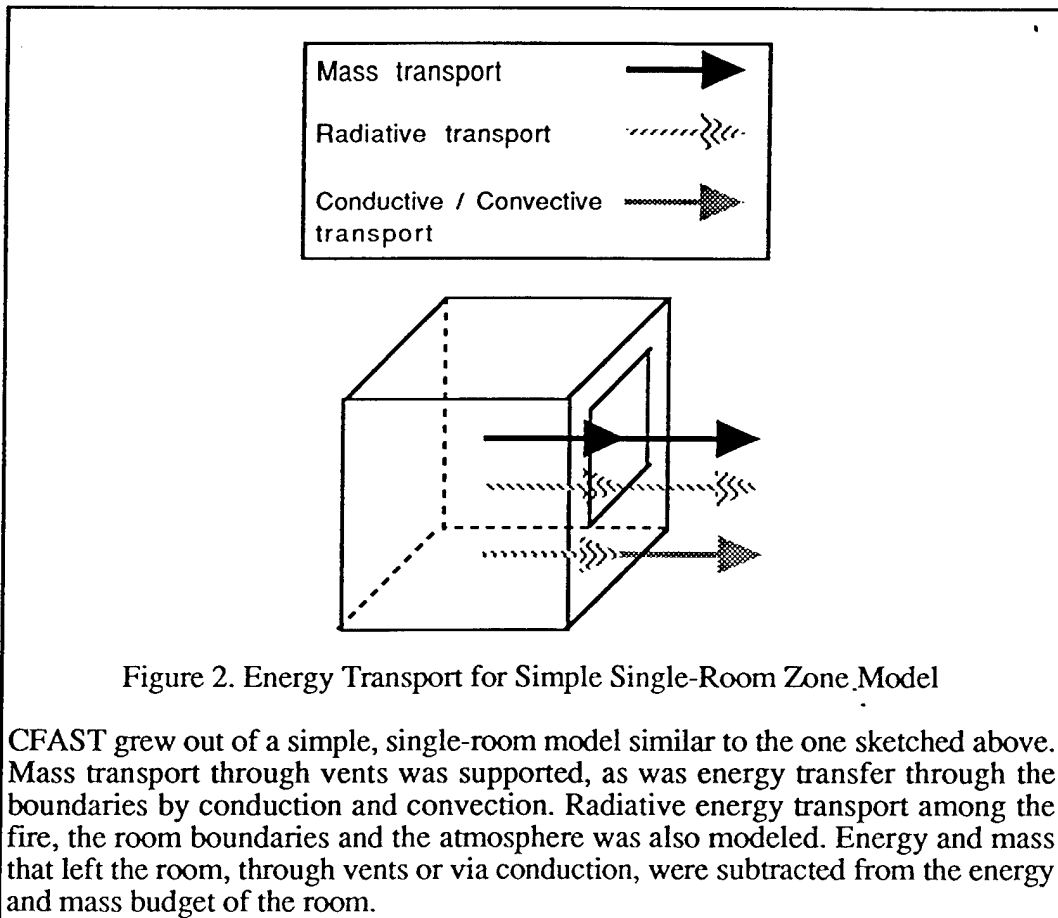 Mass transport
Radiative transport
Conductive / Convective
transport
Figure 2. Energy Transport for Simple Single-Room Zone Model
CFAST grew out of a simple, single-room model similar to the one sketched above.
Mass transport through vents was supported, as was energy transfer through the
boundaries by conduction and convection. Radiative energy transport among the
fire, the room boundaries and the atmosphere was also modeled. Energy and mass
that left the room, through vents or via conduction, were subtracted from the energy
and mass budget of the room.